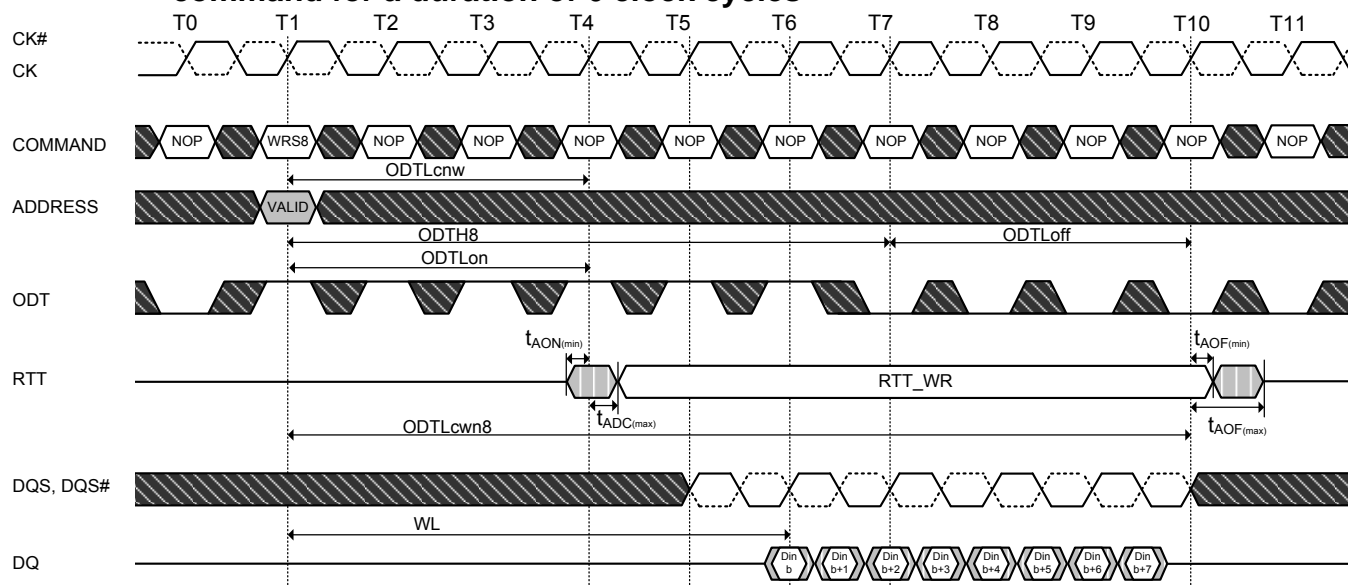 command for a duration of 6 clock cycles
T0 T1 T2 T3 T4 T5 T6 T7 T8 T9 T10 T11
CK#
CK
COMMAND NOP WRS8 NOP NOP NOP NOP NOP NOP NOP NOP NOP NOP
ODTLcnw
ADDRESS VALID
ODTH8 ODTLoff
ODTLon
ODT
tAON(min) tAOF(min)
RTT RTT_WR
tADC(max) tAOF(max)
ODTLcwn8
DQS, DQS#
WL
DQ Din b Din b+1 Din b+2 Din b+3 Din b+4 Din b+5 Din b+6 Din b+7